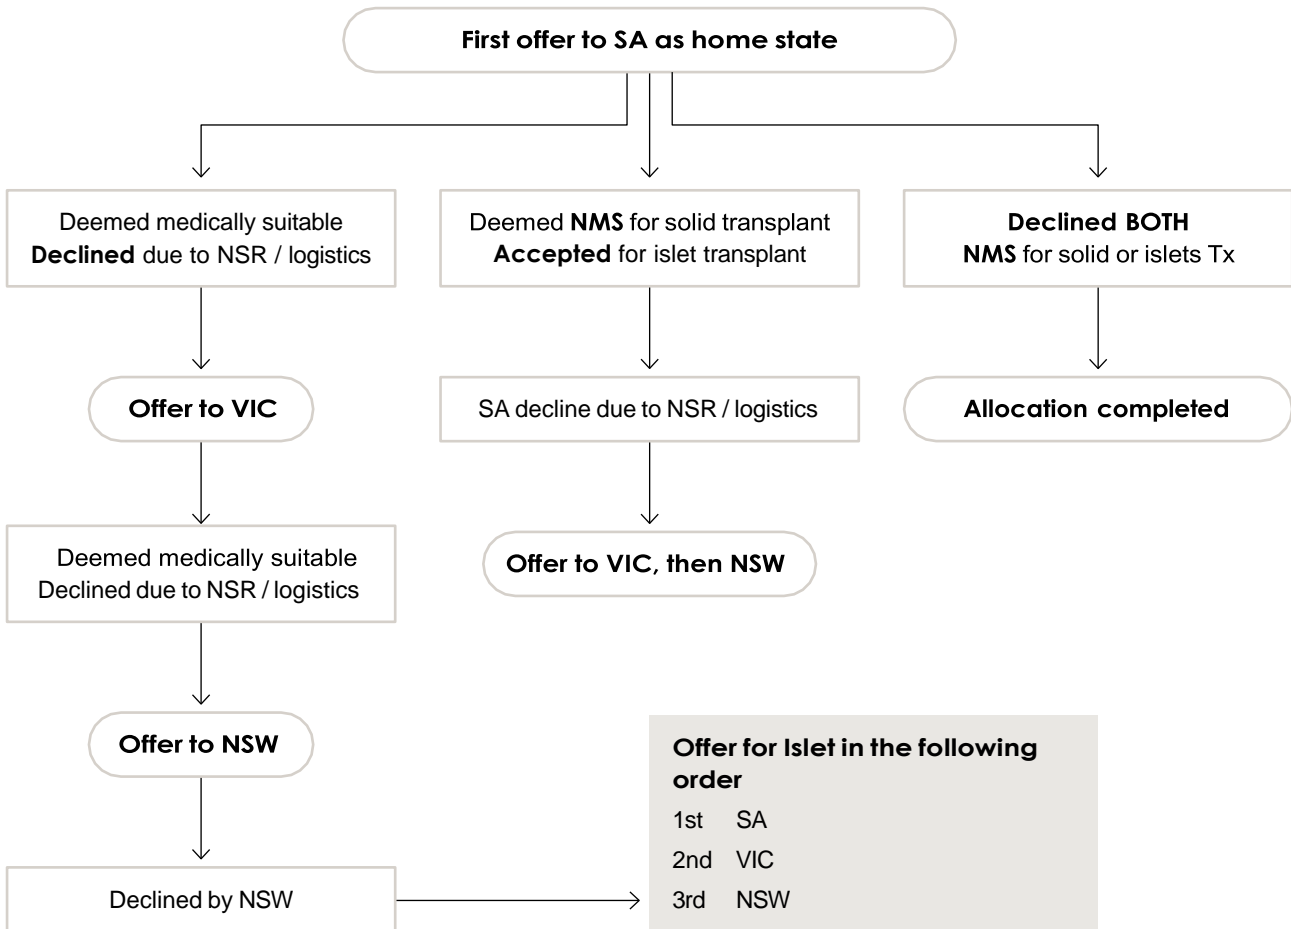 First offer to SA as home state
Deemed medically suitable
Declined due to NSR / logistics
Deemed NMS for solid transplant
Accepted for islet transplant
Declined BOTH
NMS for solid or islets Tx
Offer to VIC
SA decline due to NSR / logistics
Allocation completed
Deemed medically suitable
Declined due to NSR / logistics
Offer to VIC, then NSW
Offer to NSW
Declined by NSW
Offer for Islet in the following
order
1st SA
2nd VIC
3rd NSW